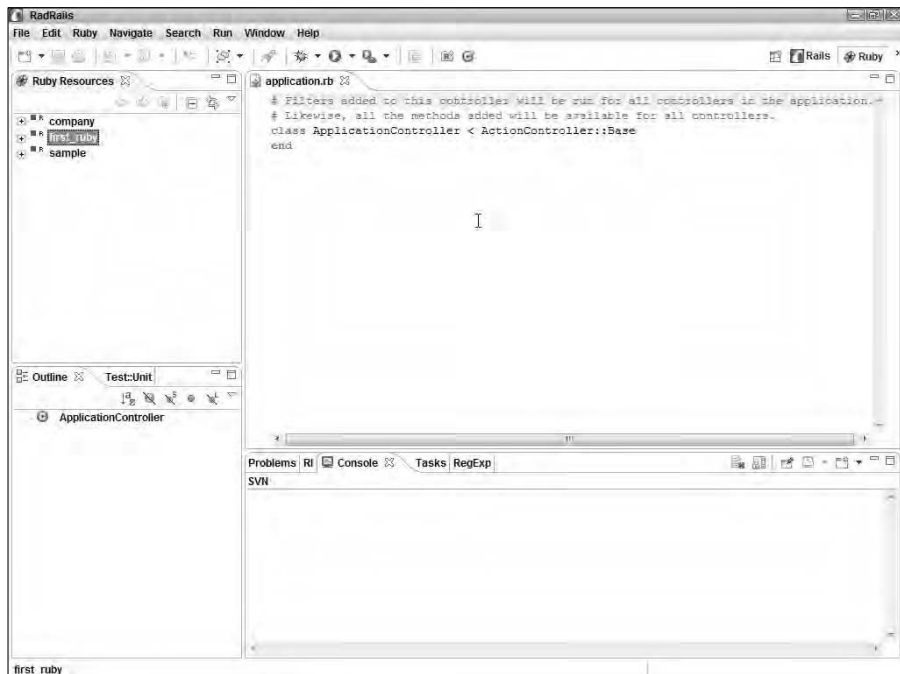 RadRails
File Edit Ruby Navigate Search Run Window Help
Rails Ruby
Ruby Resources
company
first_ruby
sample
application.rb
# Filters added to this controller will be run for all controllers in the application.
# Likewise, all the methods added will be available for all controllers.
class ApplicationController < ActionController::Base
end
Outline Test::Unit
ApplicationController
Problems RI Console Tasks RegExp
SVN
first_ruby